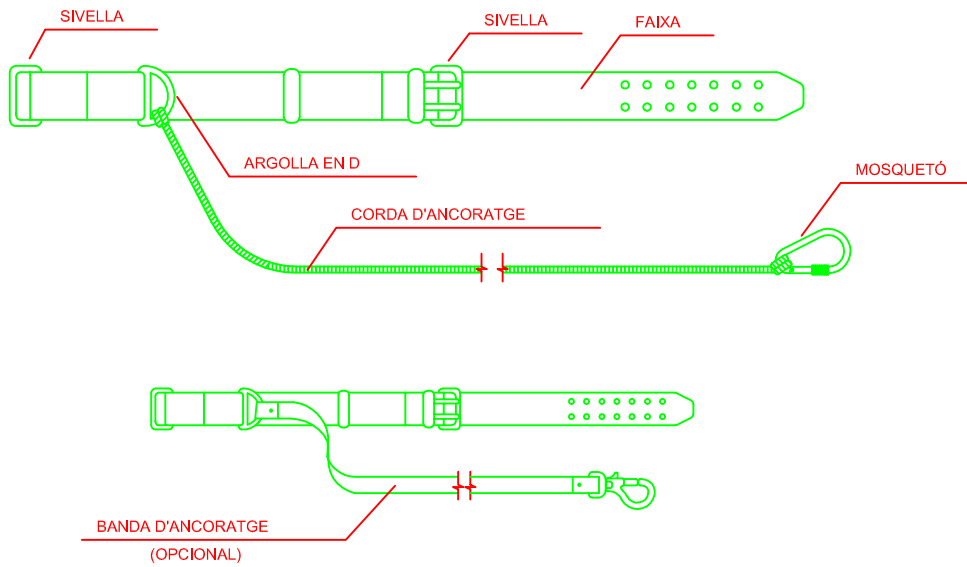 SIVELLA
SIVELLA
FAIXA
ARGOLLA EN D
MOSQUETÓ
CORDA D'ANCORATGE
BANDA D'ANCORATGE
(OPCIONAL)